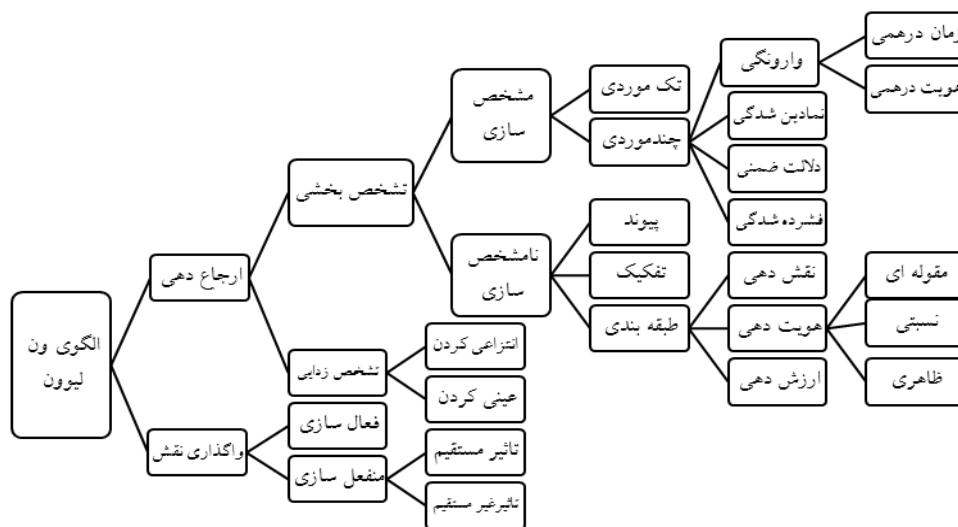 الگوی ون
لیوون
ارجاع دهی
واگذاری نقش
تشخص بخشی
تشخص زدایی
فعال سازی
منفعل سازی
مشخص
سازی
نامشخص
سازی
انتزاعی کردن
عینی کردن
تاثیر مستقیم
تاثیرغیر مستقیم
تک موردی
چندموردی
پیوند
تفکیک
طبقه بندی
وارونگی
نمادین شدگی
دلالت ضمنی
فشرده شدگی
نقش دهی
هویت دهی
ارزش دهی
زمان درهمی
هویت درهمی
مقوله ای
نسبتی
ظاهری